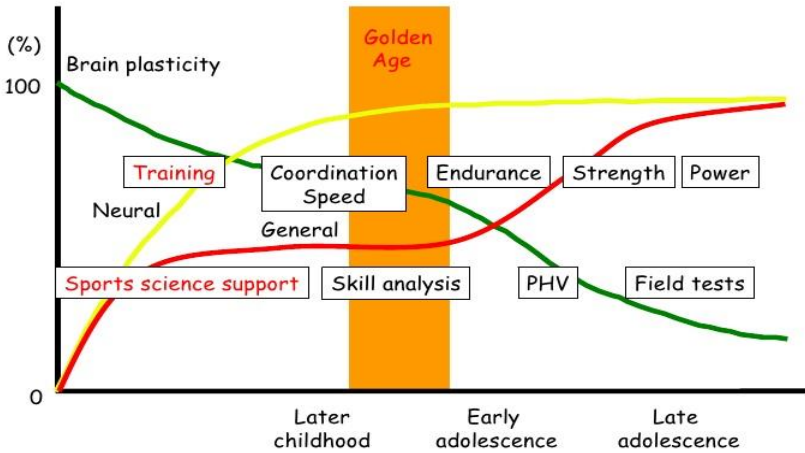 Golden
Age
(%)
Brain plasticity
100
Training
Coordination
Speed
Endurance
Strength
Power
Neural
General
Sports science support
Skill analysis
PHV
Field tests
0
Later
childhood
Early
adolescence
Late
adolescence